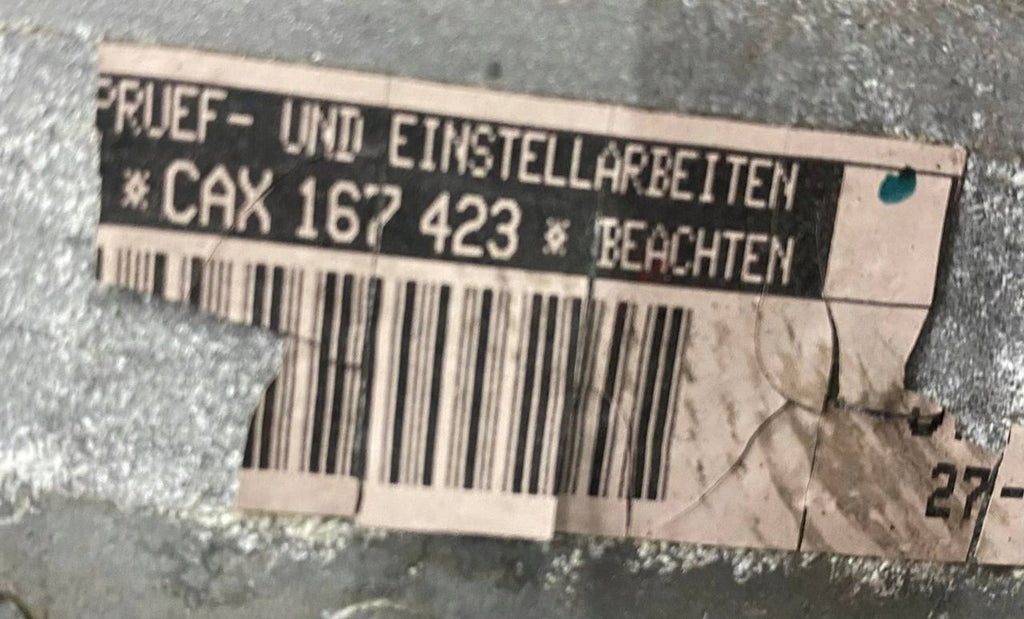 PRUEF- UND EINSTELLARBEITEN
* CAX 167 423 * BEACHTEN
27-